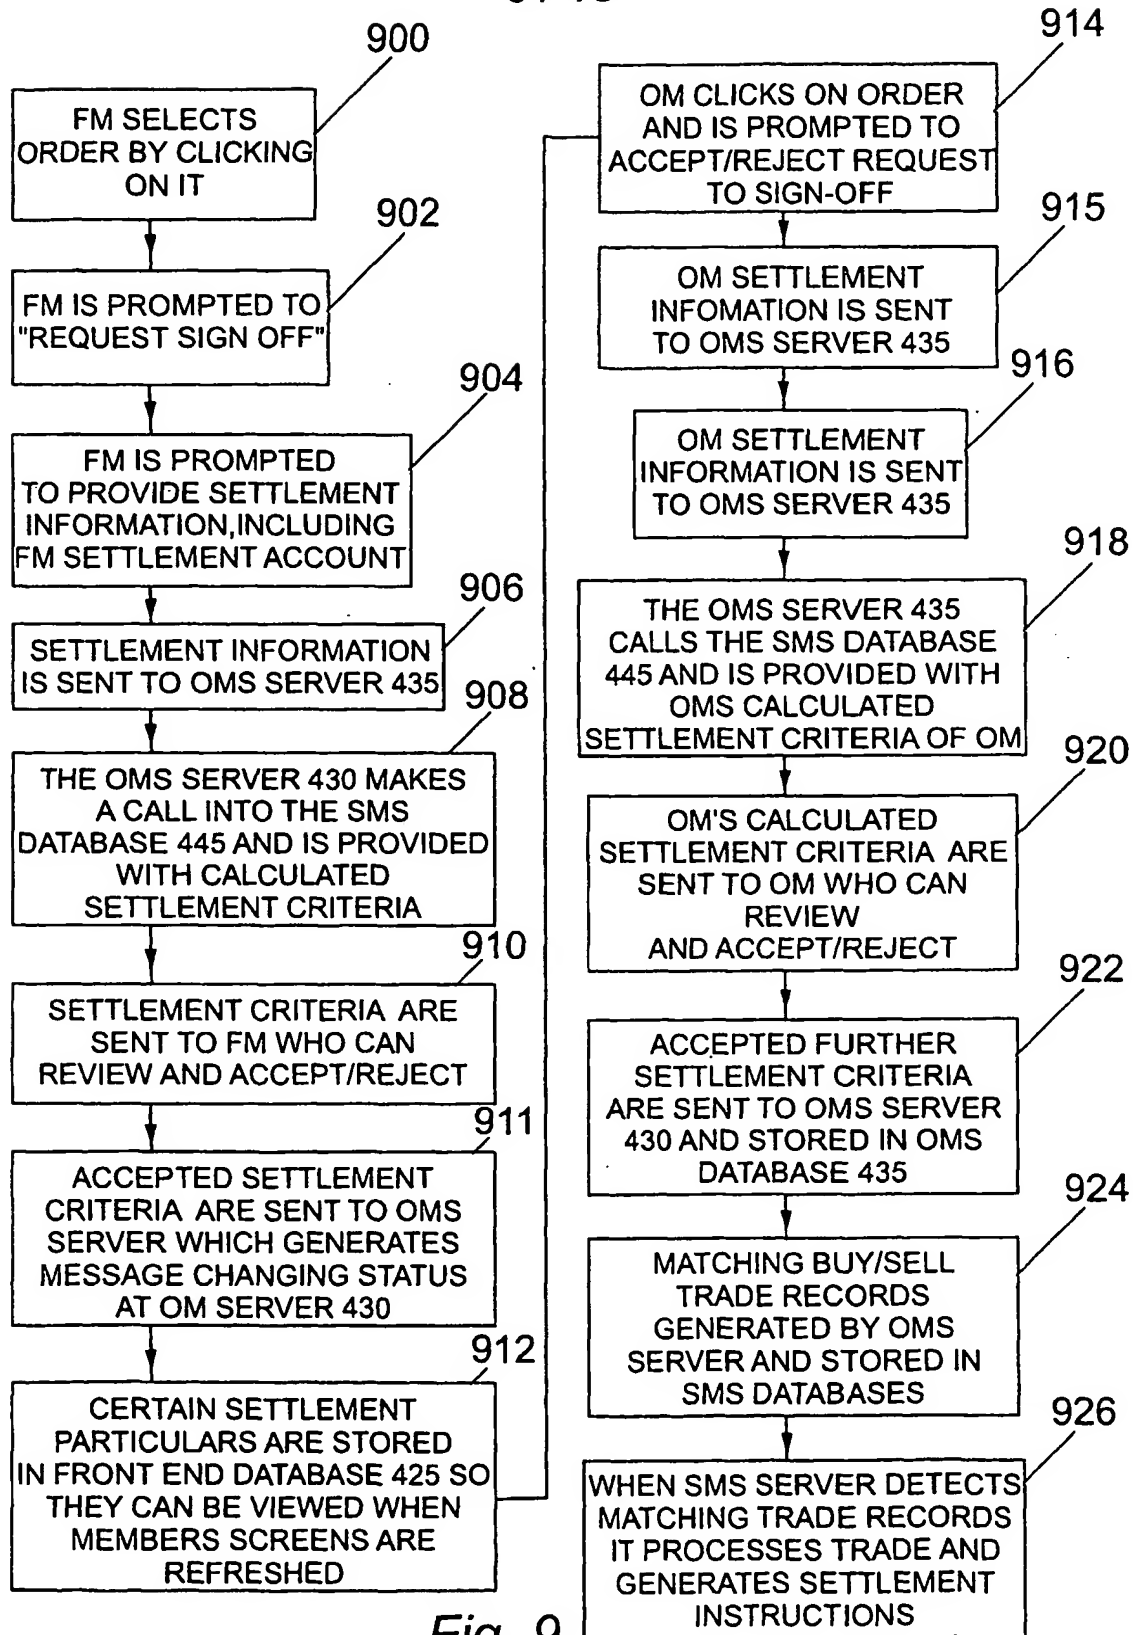 900
FM SELECTS
ORDER BY CLICKING
ON IT
902
FM IS PROMPTED TO
"REQUEST SIGN OFF"
904
FM IS PROMPTED
TO PROVIDE SETTLEMENT
INFORMATION,INCLUDING
FM SETTLEMENT ACCOUNT
906
SETTLEMENT INFORMATION
IS SENT TO OMS SERVER 435
908
THE OMS SERVER 430 MAKES
A CALL INTO THE SMS
DATABASE 445 AND IS PROVIDED
WITH CALCULATED
SETTLEMENT CRITERIA
910
SETTLEMENT CRITERIA ARE
SENT TO FM WHO CAN
REVIEW AND ACCEPT/REJECT
911
ACCEPTED SETTLEMENT
CRITERIA ARE SENT TO OMS
SERVER WHICH GENERATES
MESSAGE CHANGING STATUS
AT OM SERVER 430
912
CERTAIN SETTLEMENT
PARTICULARS ARE STORED
IN FRONT END DATABASE 425 SO
THEY CAN BE VIEWED WHEN
MEMBERS SCREENS ARE
REFRESHED
914
OM CLICKS ON ORDER
AND IS PROMPTED TO
ACCEPT/REJECT REQUEST
TO SIGN-OFF
915
OM SETTLEMENT
INFOMATION IS SENT
TO OMS SERVER 435
916
OM SETTLEMENT
INFORMATION IS SENT
TO OMS SERVER 435
918
THE OMS SERVER 435
CALLS THE SMS DATABASE
445 AND IS PROVIDED WITH
OMS CALCULATED
SETTLEMENT CRITERIA OF OM
920
OM'S CALCULATED
SETTLEMENT CRITERIA ARE
SENT TO OM WHO CAN
REVIEW
AND ACCEPT/REJECT
922
ACCEPTED FURTHER
SETTLEMENT CRITERIA
ARE SENT TO OMS SERVER
430 AND STORED IN OMS
DATABASE 435
924
MATCHING BUY/SELL
TRADE RECORDS
GENERATED BY OMS
SERVER AND STORED IN
SMS DATABASES
926
WHEN SMS SERVER DETECTS
MATCHING TRADE RECORDS
IT PROCESSES TRADE AND
GENERATES SETTLEMENT
INSTRUCTIONS
Fig. 9